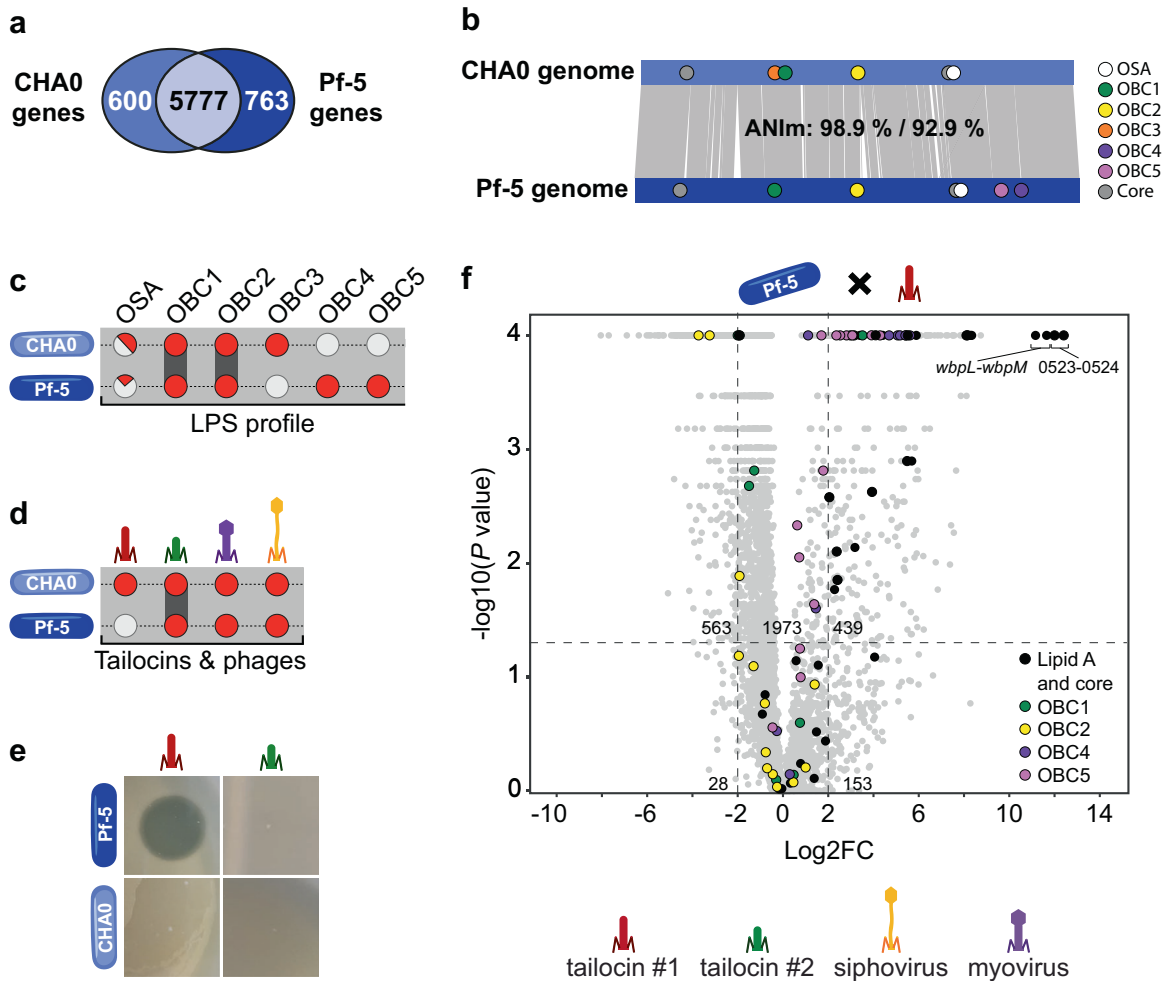 a
CHA0 genes
600
5777
763
Pf-5 genes
b
CHA0 genome
ANIm: 98.9 % / 92.9 %
Pf-5 genome
OSA
OBC1
OBC2
OBC3
OBC4
OBC5
Core
c
OSA
OBC1
OBC2
OBC3
OBC4
OBC5
CHA0
Pf-5
LPS profile
d
CHA0
Pf-5
Tailocins & phages
e
Pf-5
CHA0
f
Pf-5
wbpL-wbpM
0523-0524
-log10(P value)
4
3
2
1
0
563
1973
439
28
153
Lipid A
and core
OBC1
OBC2
OBC4
OBC5
-10
-6
-2
0
2
6
10
14
Log2FC
tailocin #1
tailocin #2
siphovirus
myovirus